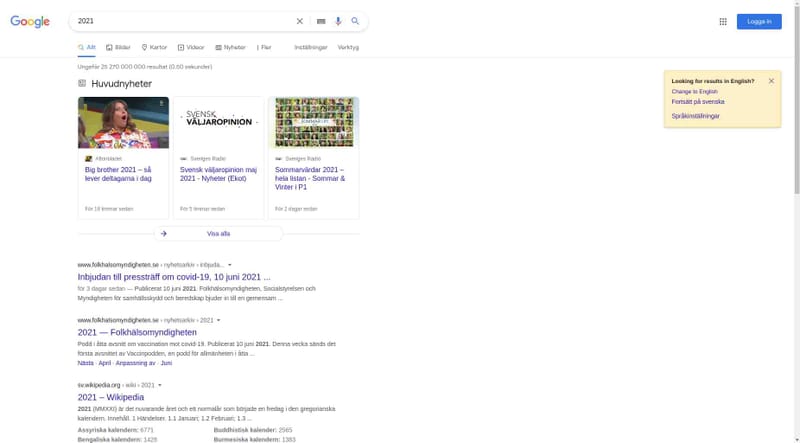 Google
2021
Logga in
Allt
Bilder
Kartor
Videor
Nyheter
Fler
Inställningar
Verktyg
Ungefär 25 270 000 000 resultat (0,60 sekunder)
Looking for results in English?
Change to English
Fortsätt på svenska
Språkinställningar
Huvudnyheter
Aftonbladet
Big brother 2021 – så
lever deltagarna i dag
För 18 timmar sedan
SVENSK
VÄLJAROPINION
Sveriges Radio
Svensk väljaropinion maj
2021 - Nyheter (Ekot)
För 5 timmar sedan
Sveriges Radio
Sommarvärdar 2021 –
hela listan - Sommar &
Vinter i P1
För 2 dagar sedan
Visa alla
www.folkhalsomyndigheten.se › nyhetsarkiv › inbjuda...
Inbjudan till pressträff om covid-19, 10 juni 2021 ...
för 3 dagar sedan — Publicerat 10 juni 2021. Folkhälsomyndigheten, Socialstyrelsen och
Myndigheten för samhällsskydd och beredskap bjuder in till en gemensam ...
www.folkhalsomyndigheten.se › nyhetsarkiv › 2021
2021 — Folkhälsomyndigheten
Podd i åtta avsnitt om vaccination mot covid-19. Publicerat 10 juni 2021. Denna vecka sänds det
första avsnittet av Vaccinpodden, en podd för allmänheten i åtta ...
Nästa · April · Anpassning av · Juni
sv.wikipedia.org › wiki › 2021
2021 – Wikipedia
2021 (MMXXI) är det nuvarande året och ett normalår som började en fredag i den gregorianska
kalendern. Innehåll. 1 Händelser. 1.1 Januari; 1.2 Februari; 1.3 ...
Assyriska kalendern: 6771
Buddhistisk kalender: 2565
Bengaliska kalendern: 1428
Burmesiska kalendern: 1383